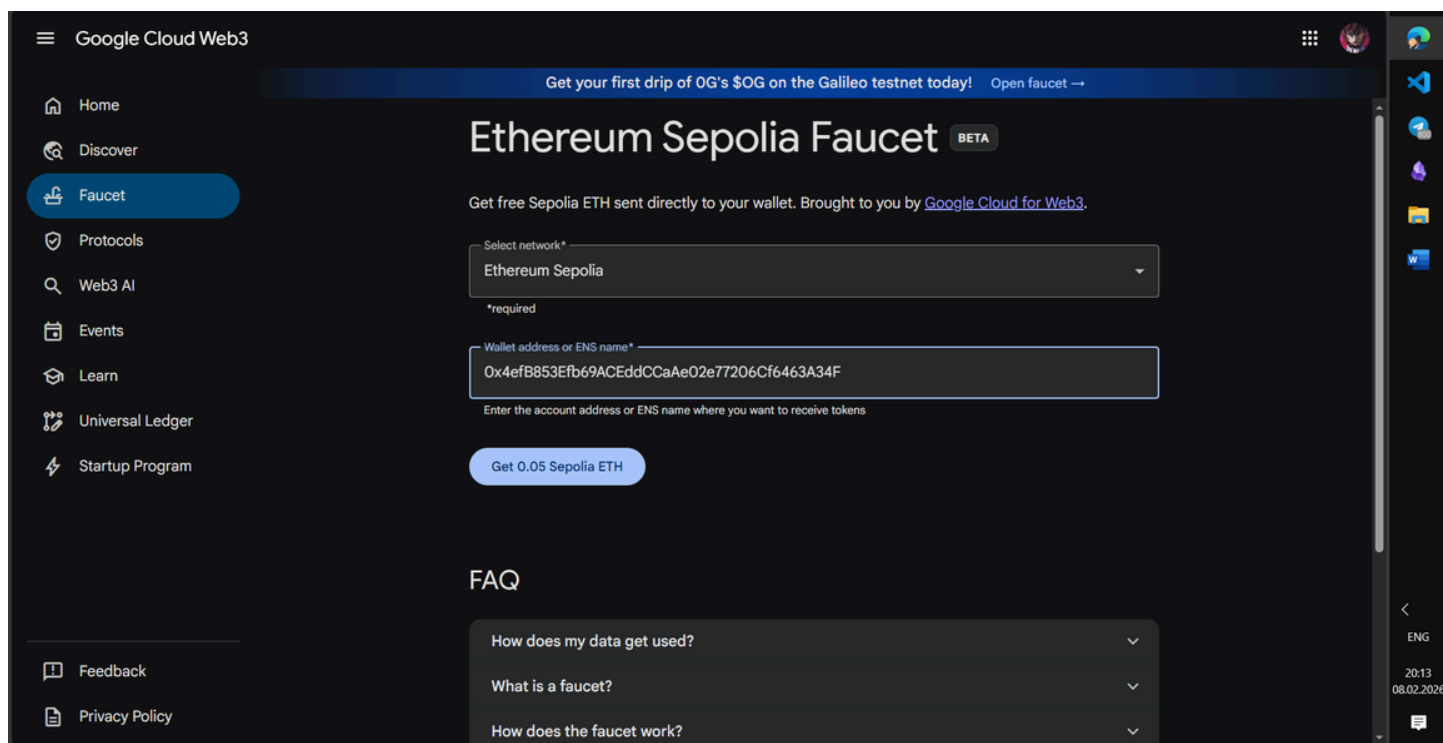 Google Cloud Web3
Get your first drip of 0G's $OG on the Galileo testnet today! Open faucet →
Home
Discover
Faucet
Protocols
Web3 AI
Events
Learn
Universal Ledger
Startup Program
Feedback
Privacy Policy
Ethereum Sepolia Faucet BETA
Get free Sepolia ETH sent directly to your wallet. Brought to you by Google Cloud for Web3.
Select network*
Ethereum Sepolia
*required
Wallet address or ENS name*
0x4efB853Efb69ACEddCCaAe02e77206Cf6463A34F
Enter the account address or ENS name where you want to receive tokens
Get 0.05 Sepolia ETH
FAQ
How does my data get used?
What is a faucet?
How does the faucet work?
ENG
20:13
08.02.2026